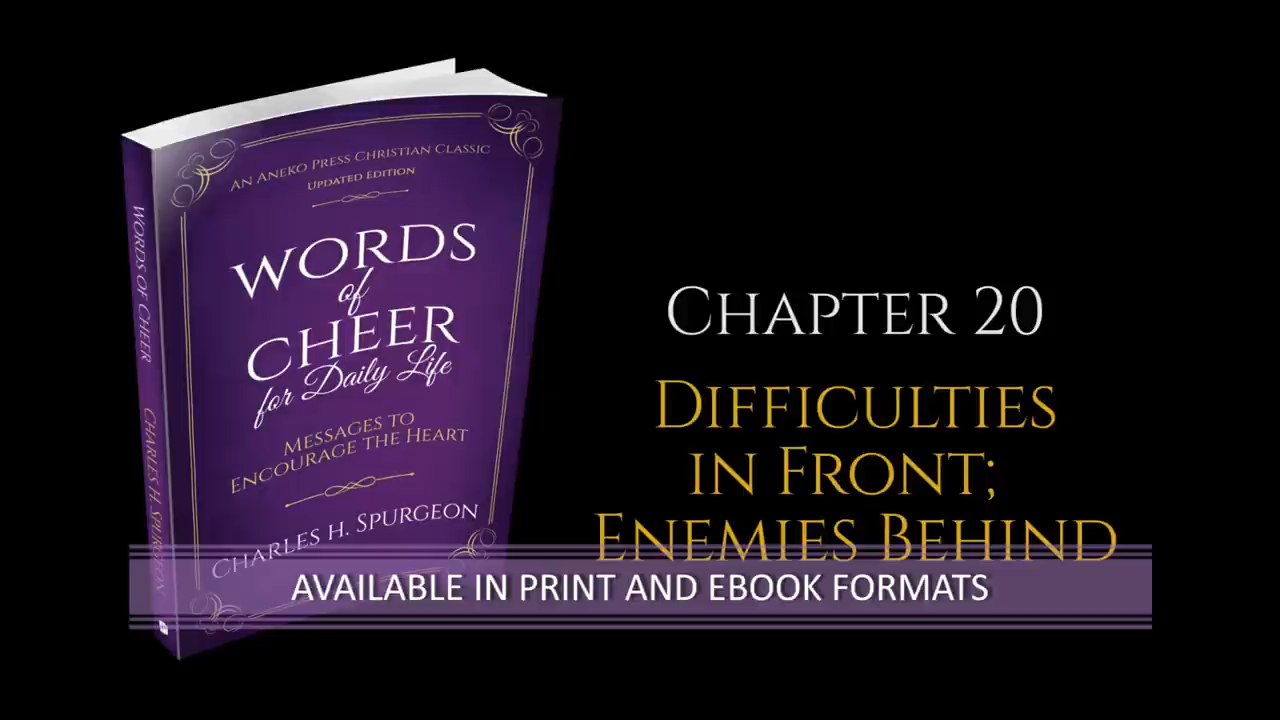 AN ANEKO PRESS CHRISTIAN CLASSIC
UPDATED EDITION
WORDS
of
CHEER
for Daily Life
MESSAGES TO
ENCOURAGE THE HEART
CHARLES H. SPURGEON
WORDS OF CHEER
CHARLES H. SPURGEON
CHAPTER 20
DIFFICULTIES
IN FRONT;
ENEMIES BEHIND
AVAILABLE IN PRINT AND EBOOK FORMATS